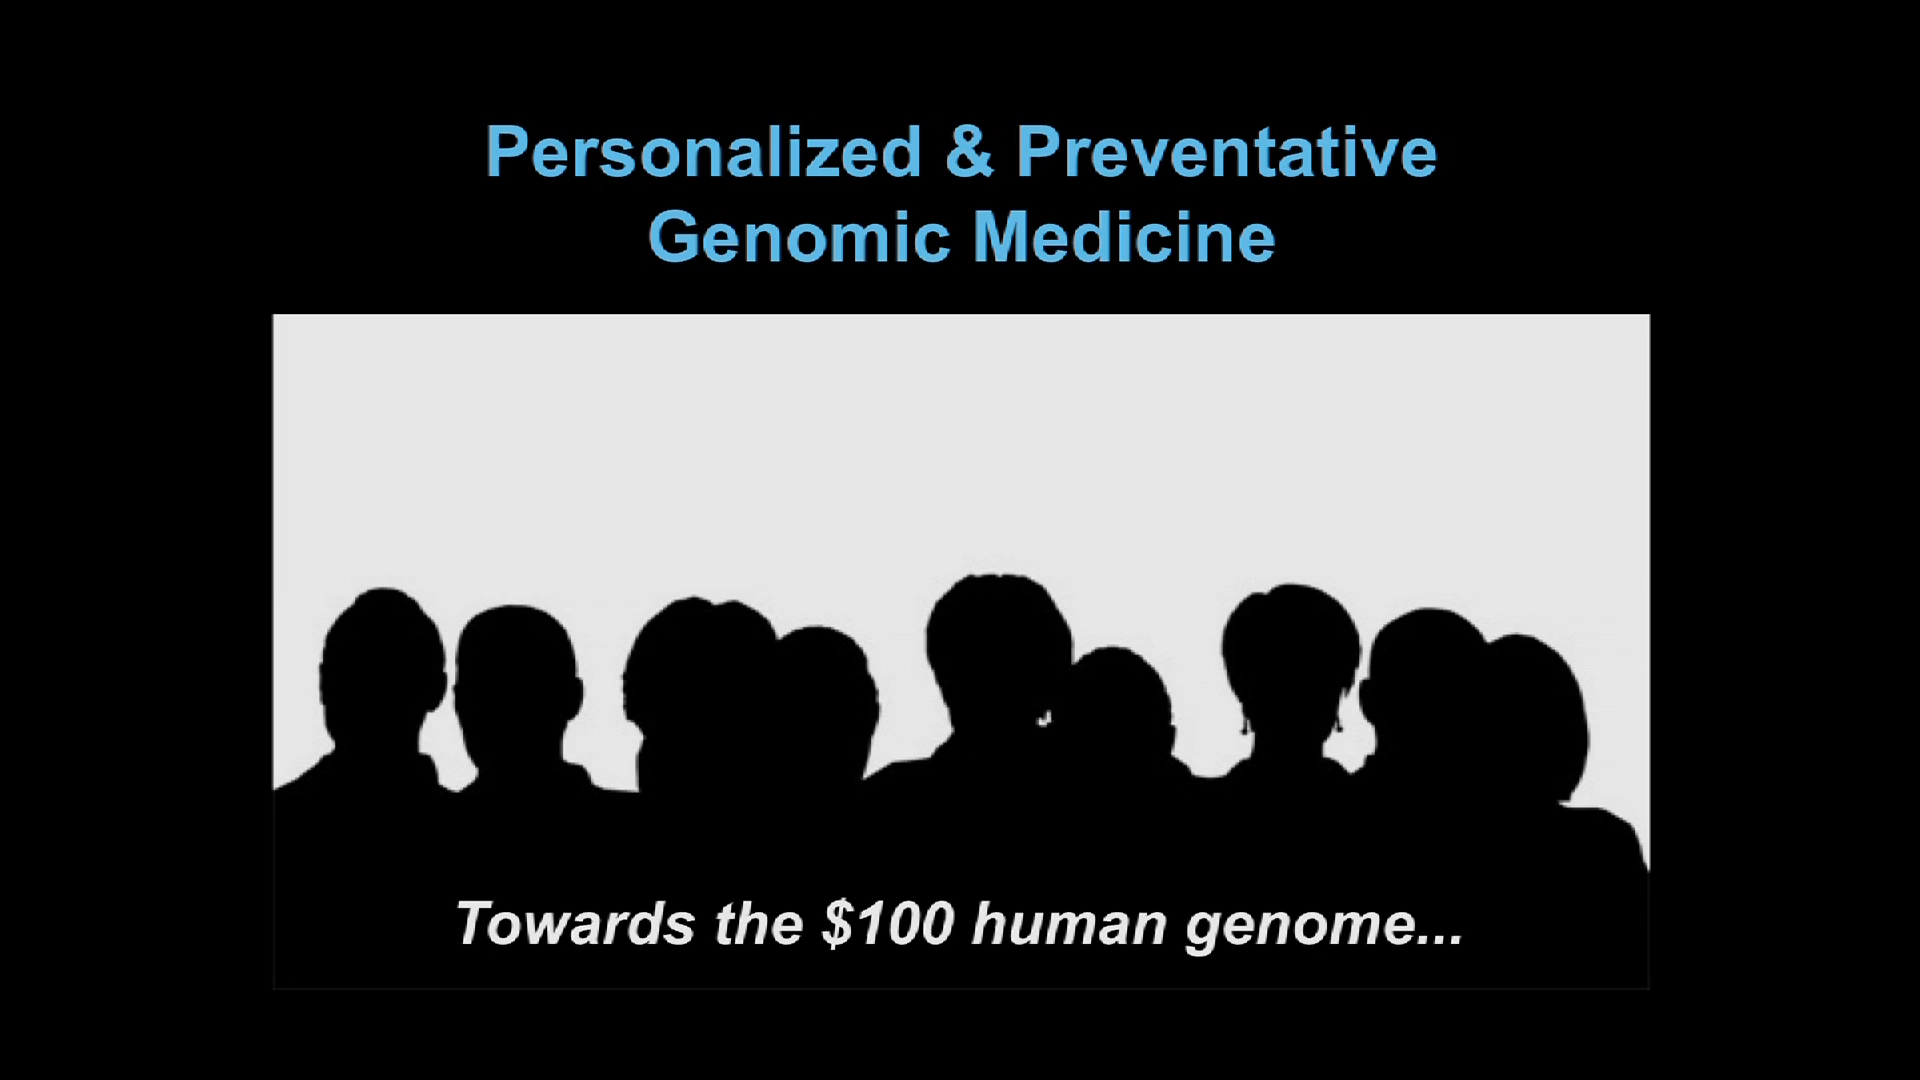 Personalized & Preventative
Genomic Medicine
Towards the $100 human genome...